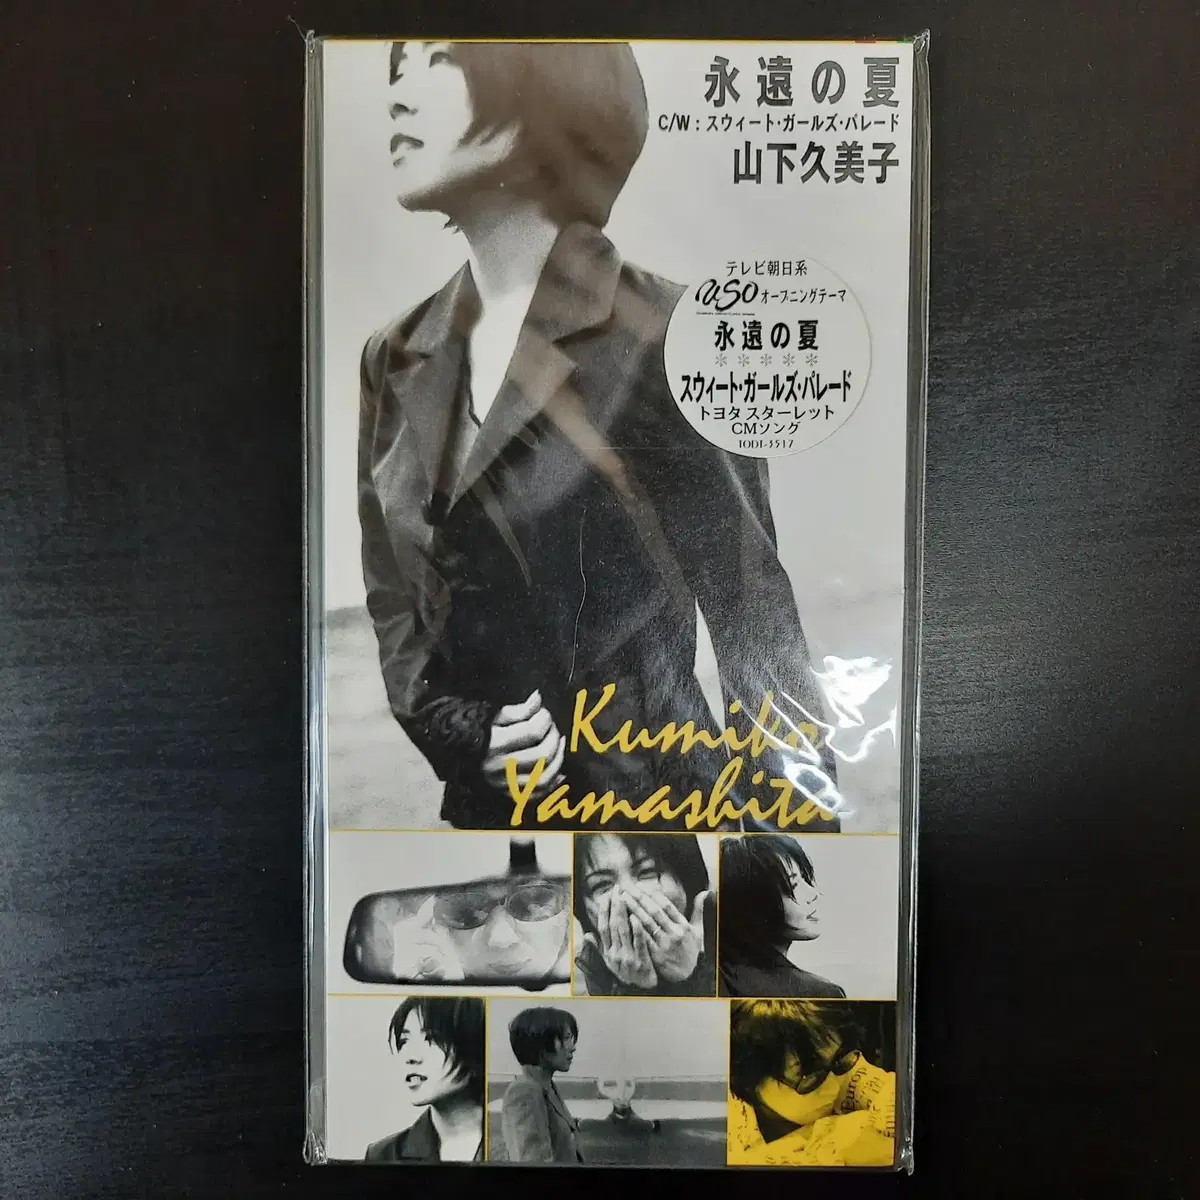 永遠の夏
C/W:スウィート・ガールズ・パレード
山下久美子
テレビ朝日系
USO オープニングテーマ
永遠の夏
*****
スウィート・ガールズ・パレード
トヨタ スターレット
CMソング
TODT-3517
Kumiko
Yamashita
Europ